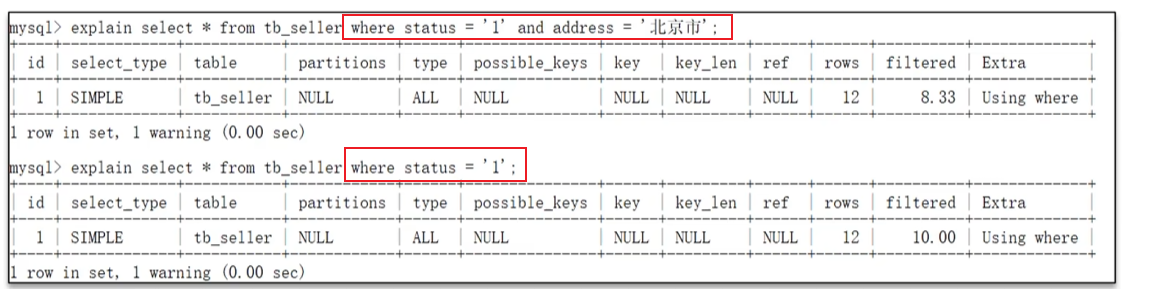 mysql> explain select * from tb_seller where status = '1' and address = '北京市';
| id | select_type | table | partitions | type | possible_keys | key | key_len | ref | rows | filtered | Extra |
| 1 | SIMPLE | tb_seller | NULL | ALL | NULL | NULL | NULL | NULL | 12 | 8.33 | Using where |
1 row in set, 1 warning (0.00 sec)
mysql> explain select * from tb_seller where status = '1';
| id | select_type | table | partitions | type | possible_keys | key | key_len | ref | rows | filtered | Extra |
| 1 | SIMPLE | tb_seller | NULL | ALL | NULL | NULL | NULL | NULL | 12 | 10.00 | Using where |
1 row in set, 1 warning (0.00 sec)